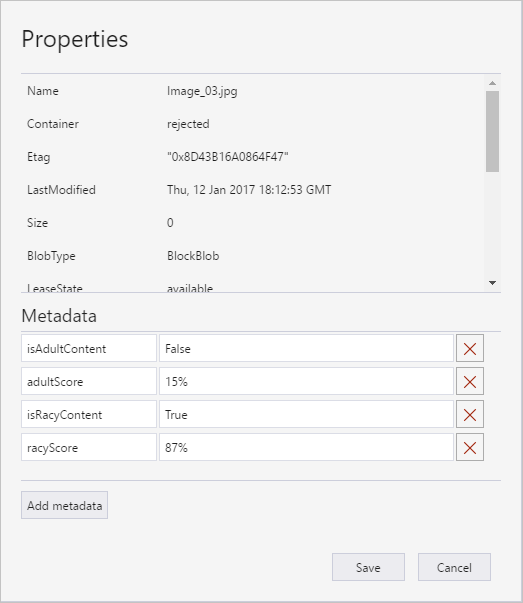 Properties
Name Image_03.jpg
Container rejected
Etag "0x8D43B16A0864F47"
LastModified Thu, 12 Jan 2017 18:12:53 GMT
Size 0
BlobType BlockBlob
LeaseState available
Metadata
isAdultContent False
adultScore 15%
isRacyContent True
racyScore 87%
Add metadata
Save Cancel